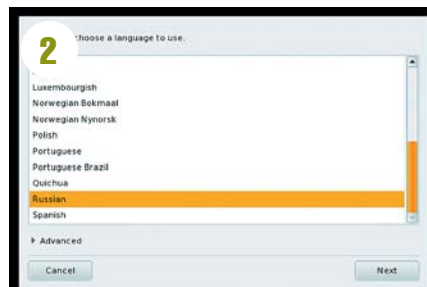 2
choose a language to use.
Luxembourgish
Norwegian Bokmaal
Norwegian Nynorsk
Polish
Portuguese
Portuguese Brazil
Quichua
Russian
Spanish
Advanced
Cancel
Next